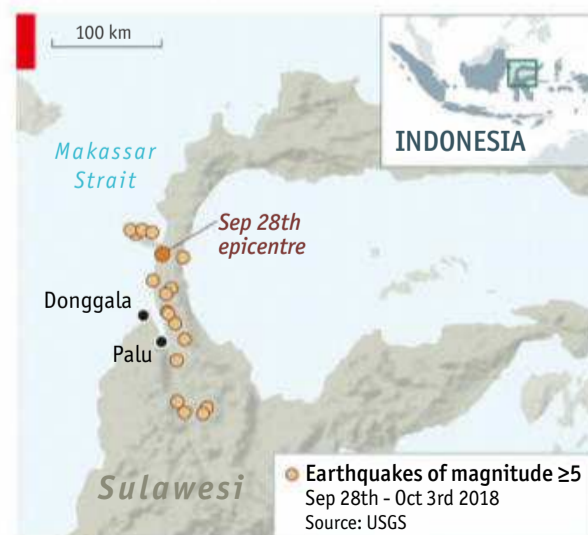 100 km
INDONESIA
Makassar
Strait
Sep 28th
epicentre
Donggala
Palu
Sulawesi
Earthquakes of magnitude ≥5
Sep 28th - Oct 3rd 2018
Source: USGS